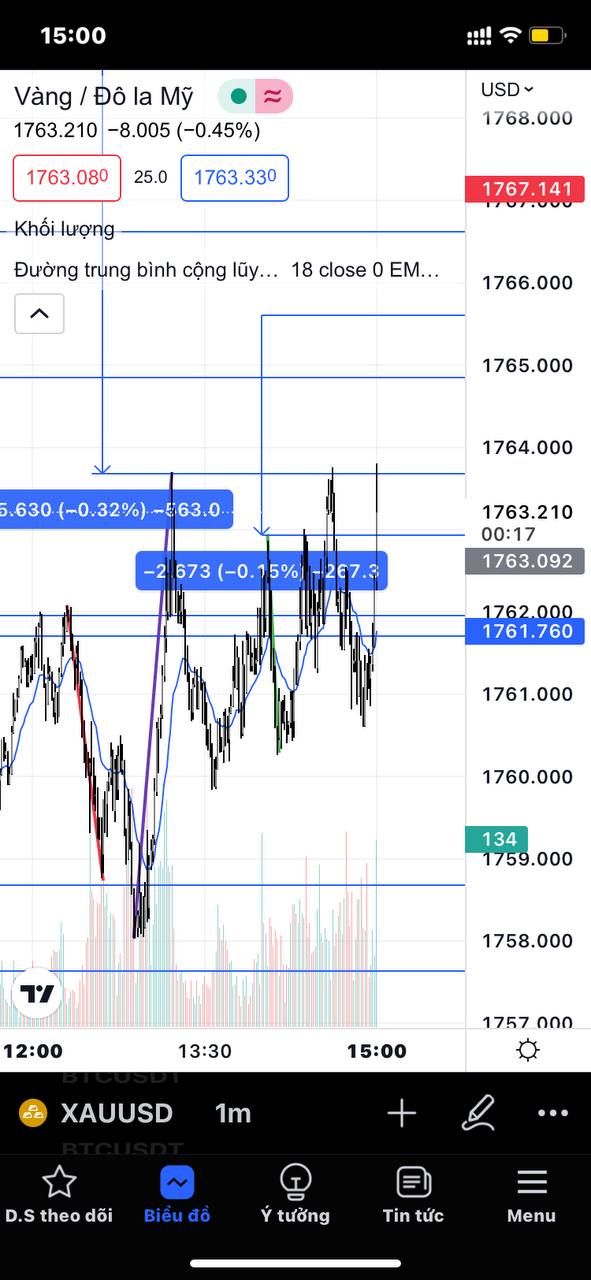 15:00
Vàng / Đô la Mỹ
USD
1763.210 −8.005 (−0.45%)
1768.000
1763.080 25.0 1763.330
1767.141
Khối lượng
Đường trung bình cộng lũy… 18 close 0 EM…
1766.000
1765.000
1764.000
5.630 (−0.32%) −563.0
1763.210
00:17
1763.092
−2.673 (−0.15%) −267.3
1762.000
1761.760
1761.000
1760.000
134
1759.000
1758.000
1757.000
12:00 13:30 15:00
BTCUSDT
XAUUSD 1m
BTCUSDT
D.S theo dõi Biểu đồ Ý tưởng Tin tức Menu